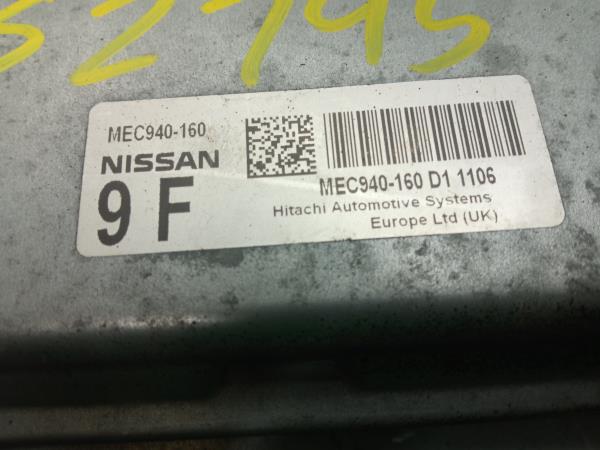 MEC940-160
NISSAN
9 F
MEC940-160 D1 1106
Hitachi Automotive Systems
Europe Ltd (UK)